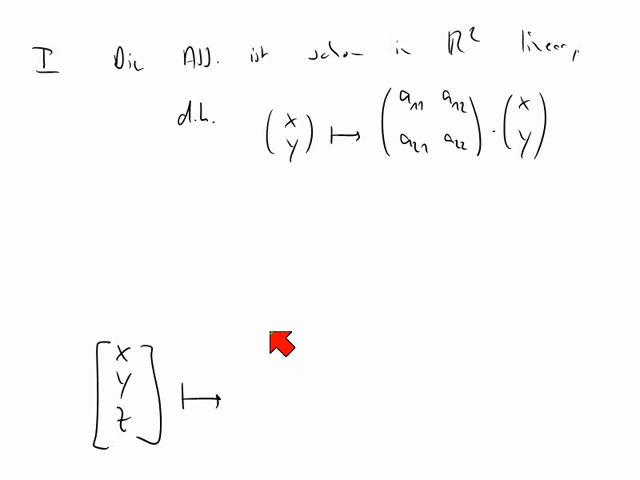 I Die Abb. ist schon in ℝ² linear,
d.h. (x y) ↦ (a₁₁ a₁₂ a₂₁ a₂₂) · (x y)
[x y z] ↦